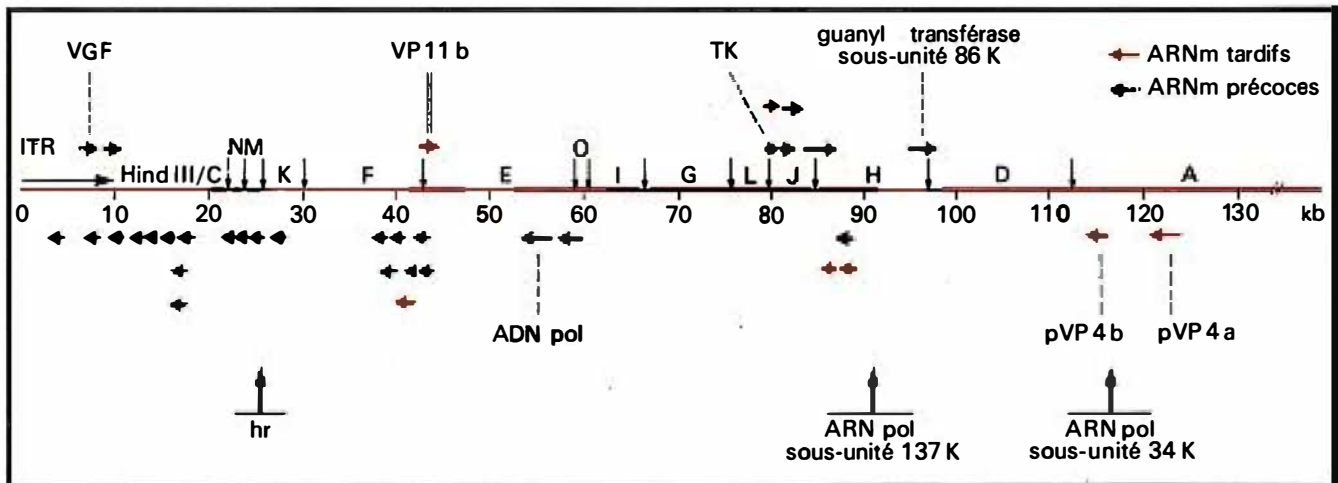 VGF
VP 11 b
TK
guanyl transférase
sous-unité 86 K
ARNm tardifs
ARNm précoces
ITR
Hind III/C
N M
K
F
E
O
I
G
L
J
H
D
A
0 10 20 30 40 50 60 70 80 90 100 110 120 130 kb
ADN pol
pVP 4 b
pVP 4 a
hr
ARN pol
sous-unité 137 K
ARN pol
sous-unité 34 K